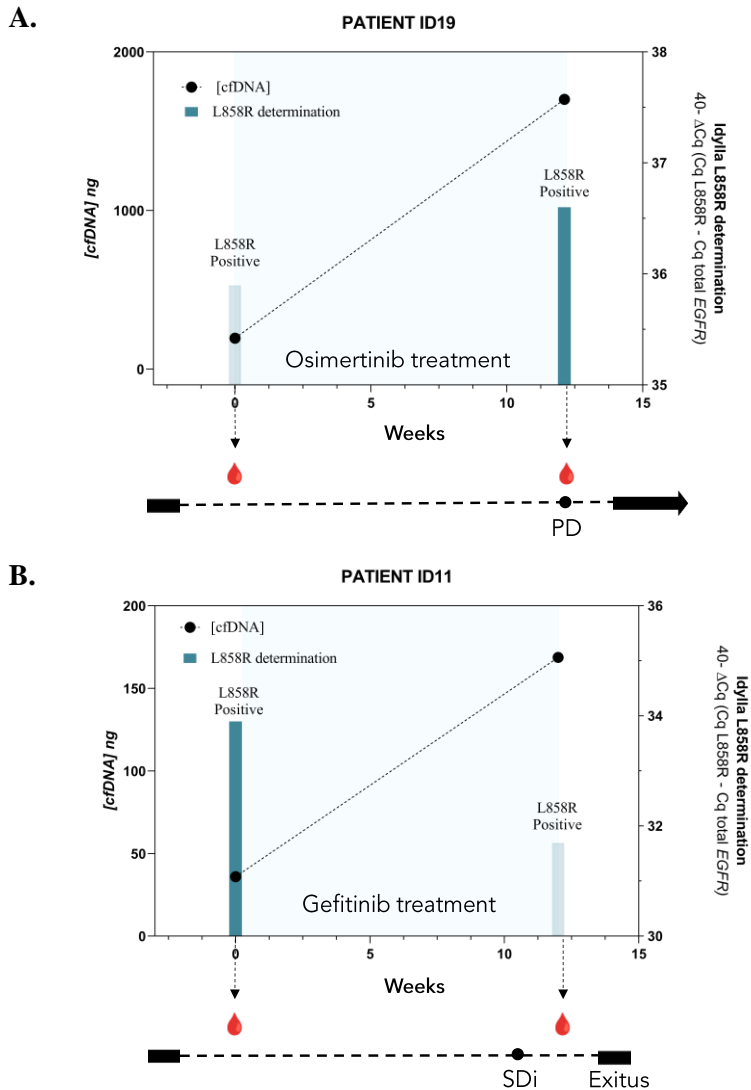 A.
PATIENT ID19
2000
1000
0
[cfDNA] ng
[cfDNA]
L858R determination
L858R
Positive
L858R
Positive
Osimertinib treatment
38
37
36
35
Idylla L858R determination
40- ΔCq (Cq L858R - Cq total EGFR)
0
5
10
15
Weeks
PD
B.
PATIENT ID11
200
150
100
50
0
[cfDNA] ng
[cfDNA]
L858R determination
L858R
Positive
L858R
Positive
Gefitinib treatment
36
34
32
30
Idylla L858R determination
40- ΔCq (Cq L858R - Cq total EGFR)
0
5
10
15
Weeks
SDi
Exitus